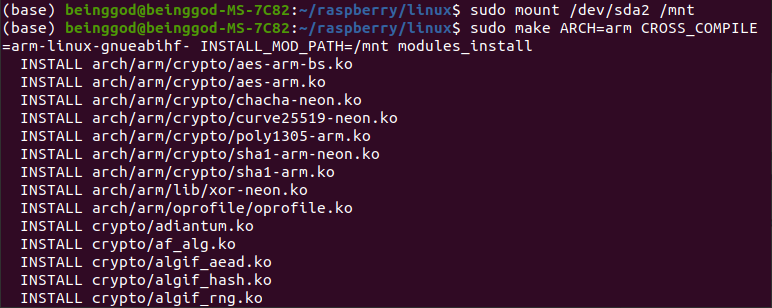 (base) beinggod@beinggod-MS-7C82:~/raspberry/linux$ sudo mount /dev/sda2 /mnt
(base) beinggod@beinggod-MS-7C82:~/raspberry/linux$ sudo make ARCH=arm CROSS_COMPILE
=arm-linux-gnueabihf- INSTALL_MOD_PATH=/mnt modules_install
  INSTALL arch/arm/crypto/aes-arm-bs.ko
  INSTALL arch/arm/crypto/aes-arm.ko
  INSTALL arch/arm/crypto/chacha-neon.ko
  INSTALL arch/arm/crypto/curve25519-neon.ko
  INSTALL arch/arm/crypto/poly1305-arm.ko
  INSTALL arch/arm/crypto/sha1-arm-neon.ko
  INSTALL arch/arm/crypto/sha1-arm.ko
  INSTALL arch/arm/lib/xor-neon.ko
  INSTALL arch/arm/oprofile/oprofile.ko
  INSTALL crypto/adiantum.ko
  INSTALL crypto/af_alg.ko
  INSTALL crypto/algif_aead.ko
  INSTALL crypto/algif_hash.ko
  INSTALL crypto/algif_rng.ko